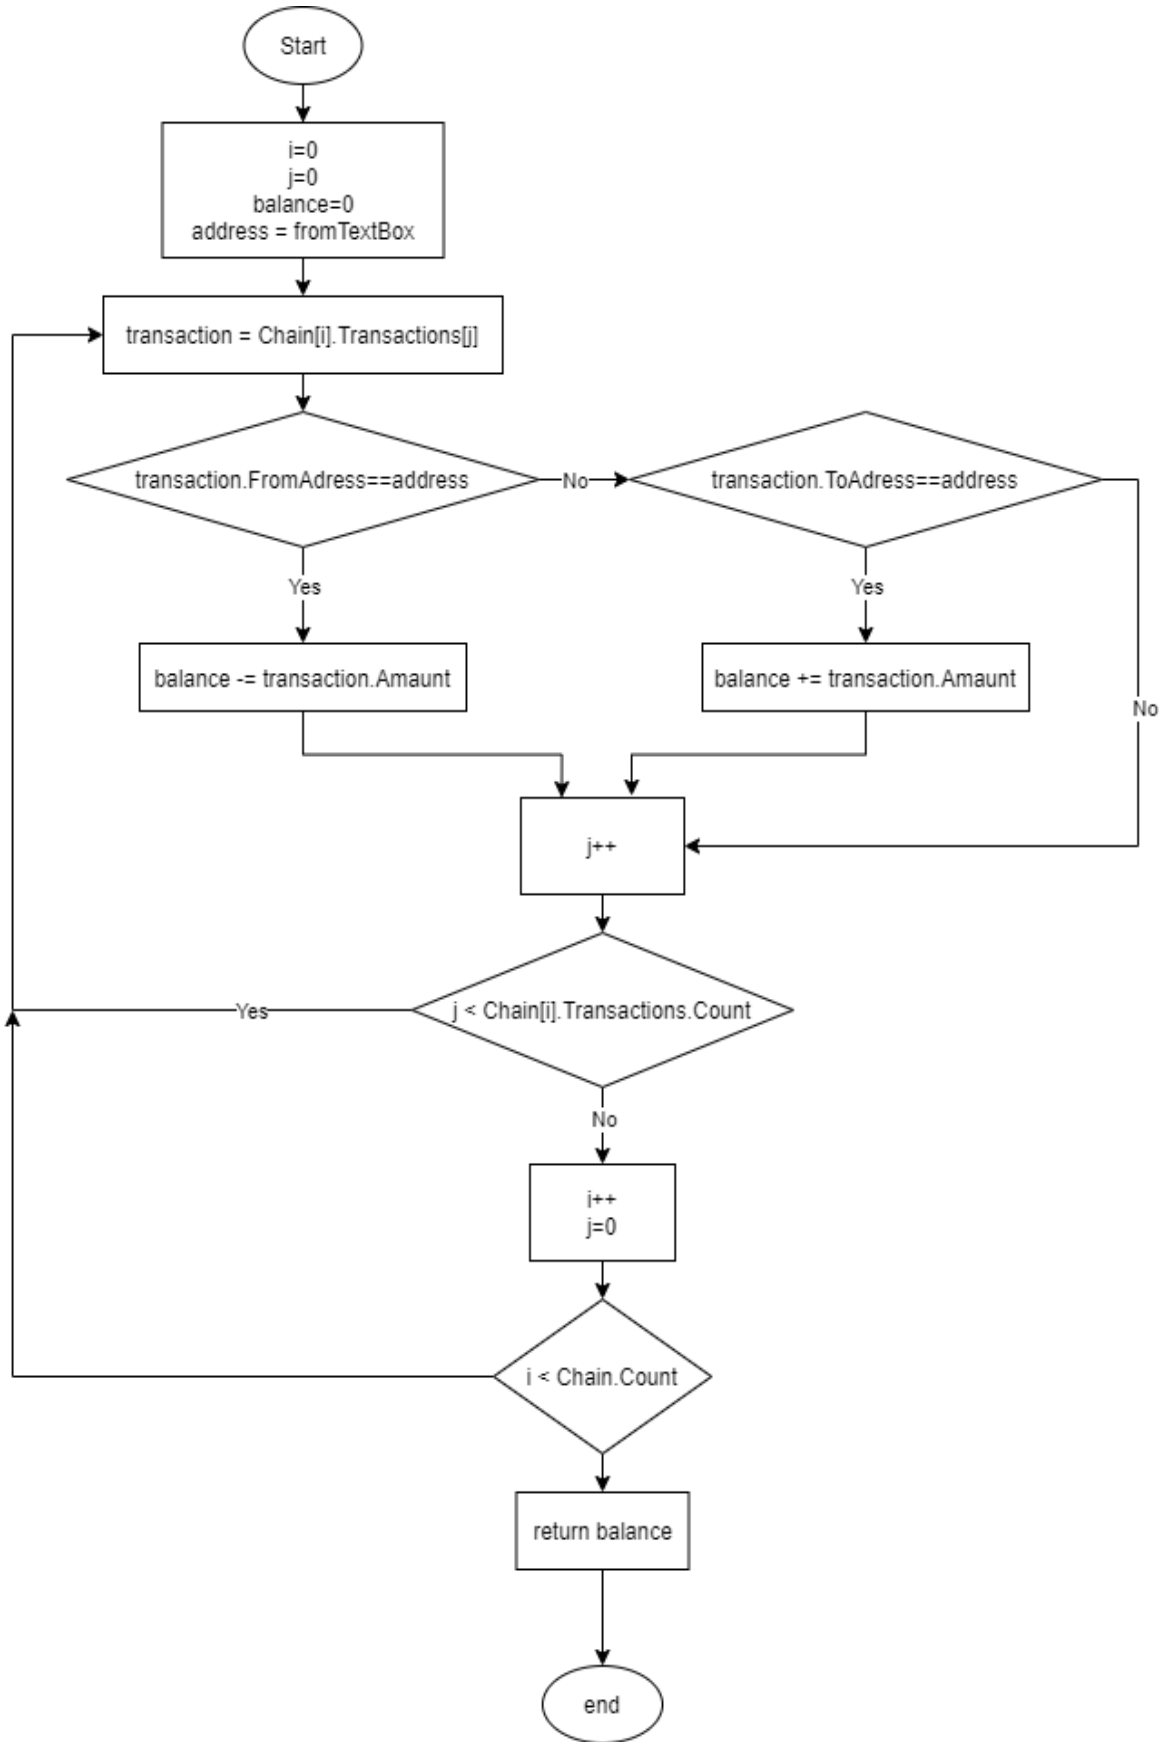 Start
i=0
j=0
balance=0
address = fromTextBox
transaction = Chain[i].Transactions[j]
transaction.FromAdress==address
No
transaction.ToAdress==address
Yes
Yes
balance -= transaction.Amaunt
balance += transaction.Amaunt
No
j++
j < Chain[i].Transactions.Count
Yes
No
i++
j=0
i < Chain.Count
return balance
end